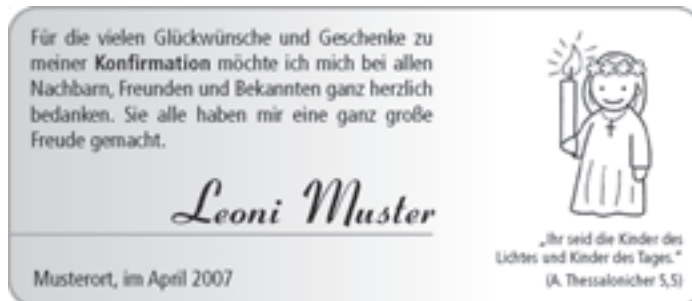 Für die vielen Glückwünsche und Geschenke zu
meiner Konfirmation möchte ich mich bei allen
Nachbarn, Freunden und Bekannten ganz herzlich
bedanken. Sie alle haben mir eine ganz große
Freude gemacht.
Leoni Muster
Musterort, im April 2007
„Ihr seid die Kinder des
Lichtes und Kinder des Tages."
(A. Thessalonicher 5,5)